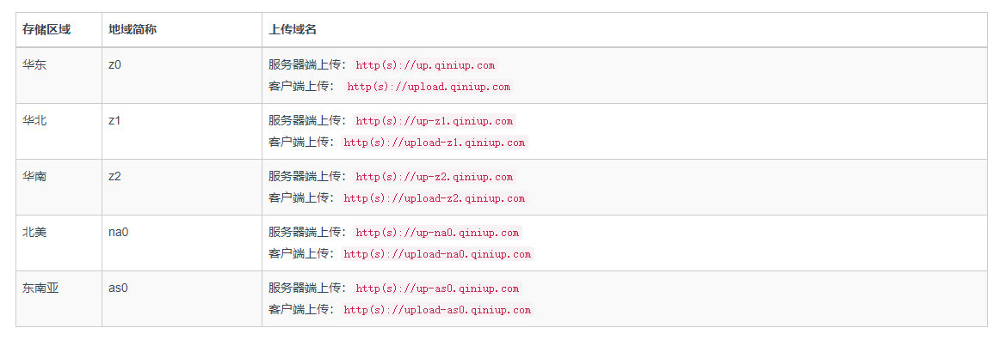 存储区域 地域简称 上传域名
华东 z0 服务器端上传： http(s)://up.qiniup.com
客户端上传： http(s)://upload.qiniup.com
华北 z1 服务器端上传： http(s)://up-z1.qiniup.com
客户端上传： http(s)://upload-z1.qiniup.com
华南 z2 服务器端上传： http(s)://up-z2.qiniup.com
客户端上传： http(s)://upload-z2.qiniup.com
北美 na0 服务器端上传： http(s)://up-na0.qiniup.com
客户端上传： http(s)://upload-na0.qiniup.com
东南亚 as0 服务器端上传： http(s)://up-as0.qiniup.com
客户端上传： http(s)://upload-as0.qiniup.com